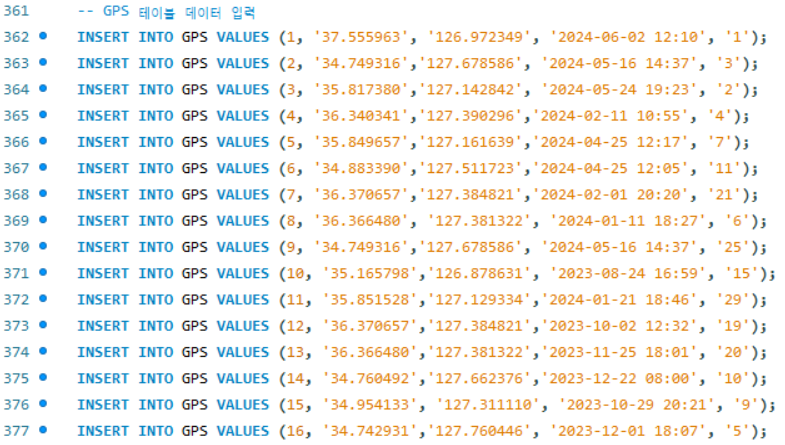 361 -- GPS 테이블 데이터 입력
362 INSERT INTO GPS VALUES (1, '37.555963', '126.972349', '2024-06-02 12:10', '1');
363 INSERT INTO GPS VALUES (2, '34.749316','127.678586', '2024-05-16 14:37', '3');
364 INSERT INTO GPS VALUES (3, '35.817380','127.142842', '2024-05-24 19:23', '2');
365 INSERT INTO GPS VALUES (4, '36.340341','127.390296','2024-02-11 10:55', '4');
366 INSERT INTO GPS VALUES (5, '35.849657','127.161639','2024-04-25 12:17', '7');
367 INSERT INTO GPS VALUES (6, '34.883390','127.511723','2024-04-25 12:05', '11');
368 INSERT INTO GPS VALUES (7, '36.370657','127.384821','2024-02-01 20:20', '21');
369 INSERT INTO GPS VALUES (8, '36.366480', '127.381322', '2024-01-11 18:27', '6');
370 INSERT INTO GPS VALUES (9, '34.749316','127.678586', '2024-05-16 14:37', '25');
371 INSERT INTO GPS VALUES (10, '35.165798','126.878631', '2023-08-24 16:59', '15');
372 INSERT INTO GPS VALUES (11, '35.851528','127.129334','2024-01-21 18:46', '29');
373 INSERT INTO GPS VALUES (12, '36.370657','127.384821','2023-10-02 12:32', '19');
374 INSERT INTO GPS VALUES (13, '36.366480','127.381322','2023-11-25 18:01', '20');
375 INSERT INTO GPS VALUES (14, '34.760492','127.662376','2023-12-22 08:00', '10');
376 INSERT INTO GPS VALUES (15, '34.954133', '127.311110', '2023-10-29 20:21', '9');
377 INSERT INTO GPS VALUES (16, '34.742931','127.760446','2023-12-01 18:07', '5');